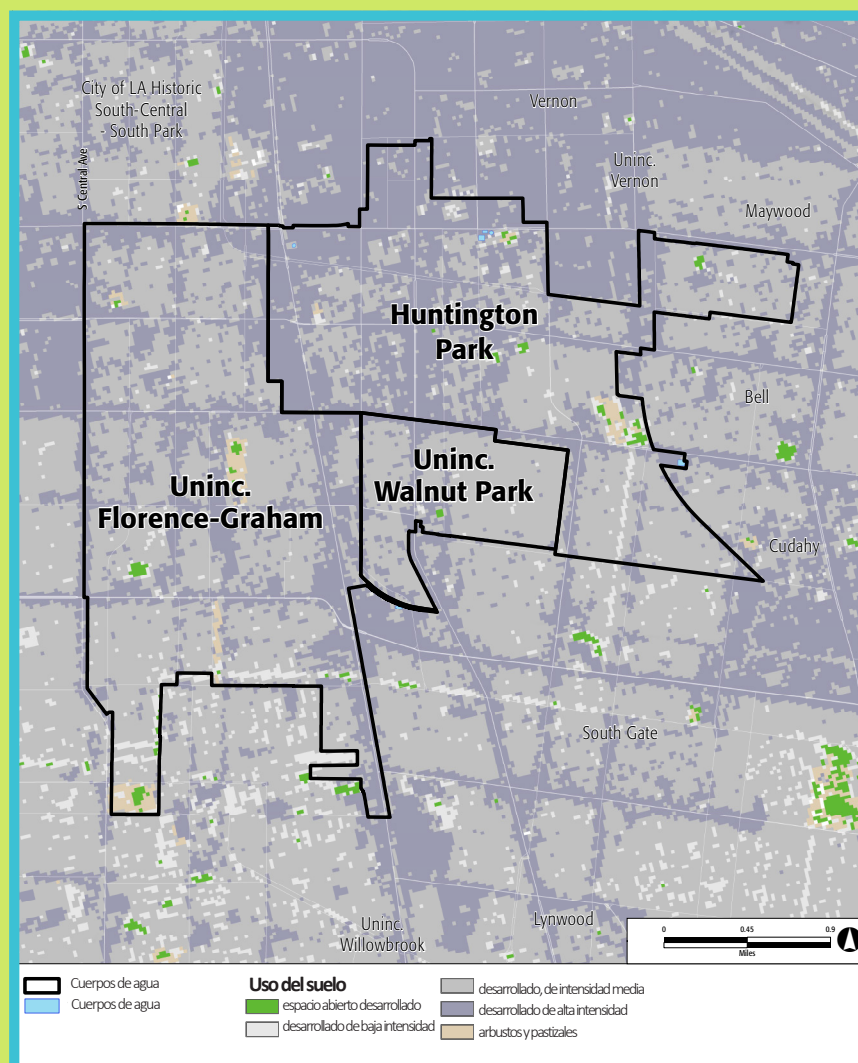 City of LA Historic
South-Central
- South Park
S Central Ave
Vernon
Uninc.
Vernon
Maywood
Huntington
Park
Bell
Uninc.
Walnut Park
Uninc.
Florence-Graham
Cudahy
South Gate
Uninc.
Willowbrook
Lynwood
0 0.45 0.9
Miles
Cuerpos de agua
Cuerpos de agua
Uso del suelo
espacio abierto desarrollado
desarrollado de baja intensidad
desarrollado, de intensidad media
desarrollado de alta intensidad
arbustos y pastizales